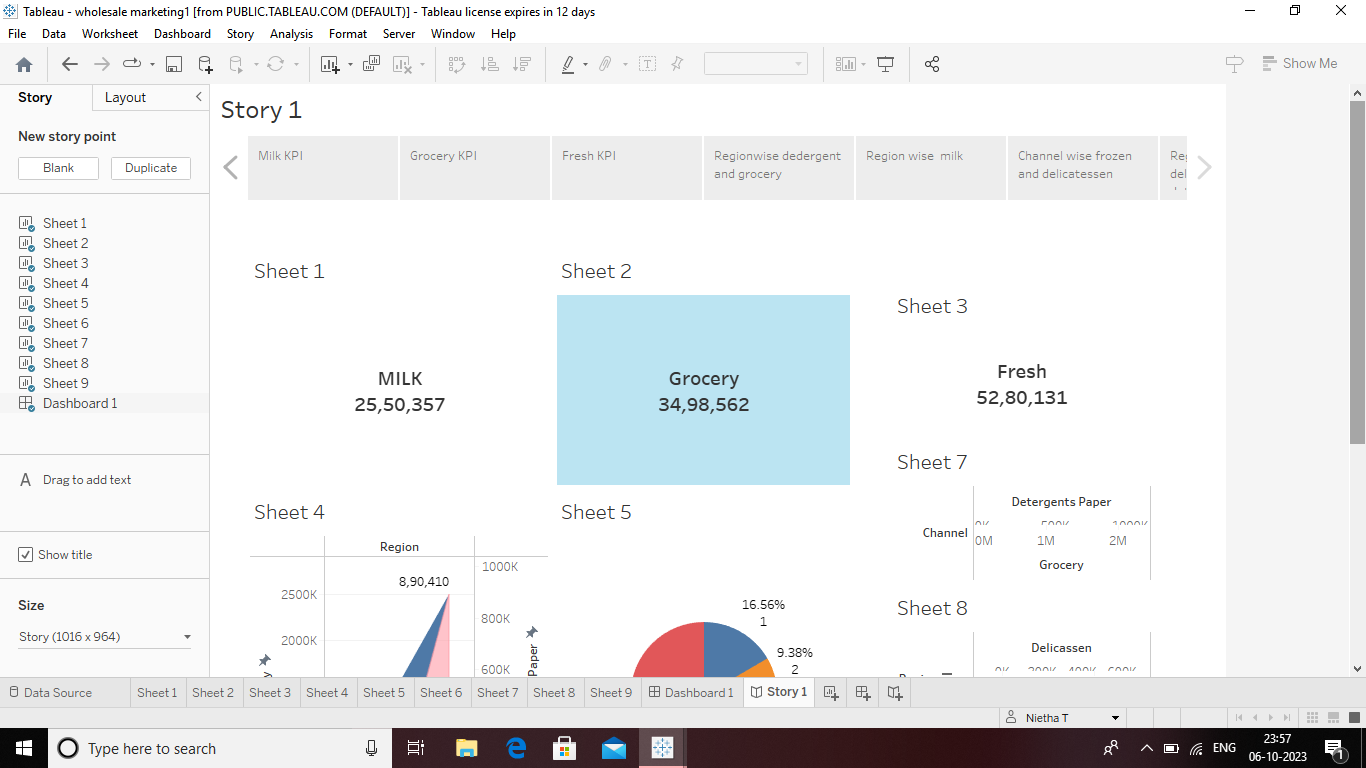 Tableau - wholesale marketing1 [from PUBLIC.TABLEAU.COM (DEFAULT)] - Tableau license expires in 12 days
File Data Worksheet Dashboard Story Analysis Format Server Window Help
Show Me
Story Layout
New story point
Blank Duplicate
Sheet 1
Sheet 2
Sheet 3
Sheet 4
Sheet 5
Sheet 6
Sheet 7
Sheet 8
Sheet 9
Dashboard 1
A Drag to add text
Show title
Size
Story (1016 x 964)
Story 1
Milk KPI
Grocery KPI
Fresh KPI
Regionwise dedergent
and grocery
Region wise milk
Channel wise frozen
and delicatessen
Sheet 1
MILK
25,50,357
Sheet 2
Grocery
34,98,562
Sheet 3
Fresh
52,80,131
Sheet 4
Region
8,90,410
2500K
2000K
1000K
800K
600K
Paper
Sheet 5
16.56%
1
9.38%
2
Sheet 7
Detergents Paper
Channel
0K 500K 1000K
0M 1M 2M
Grocery
Sheet 8
Delicassen
Data Source Sheet 1 Sheet 2 Sheet 3 Sheet 4 Sheet 5 Sheet 6 Sheet 7 Sheet 8 Sheet 9 Dashboard 1 Story 1
Nietha T
Type here to search
ENG
23:57
06-10-2023
1